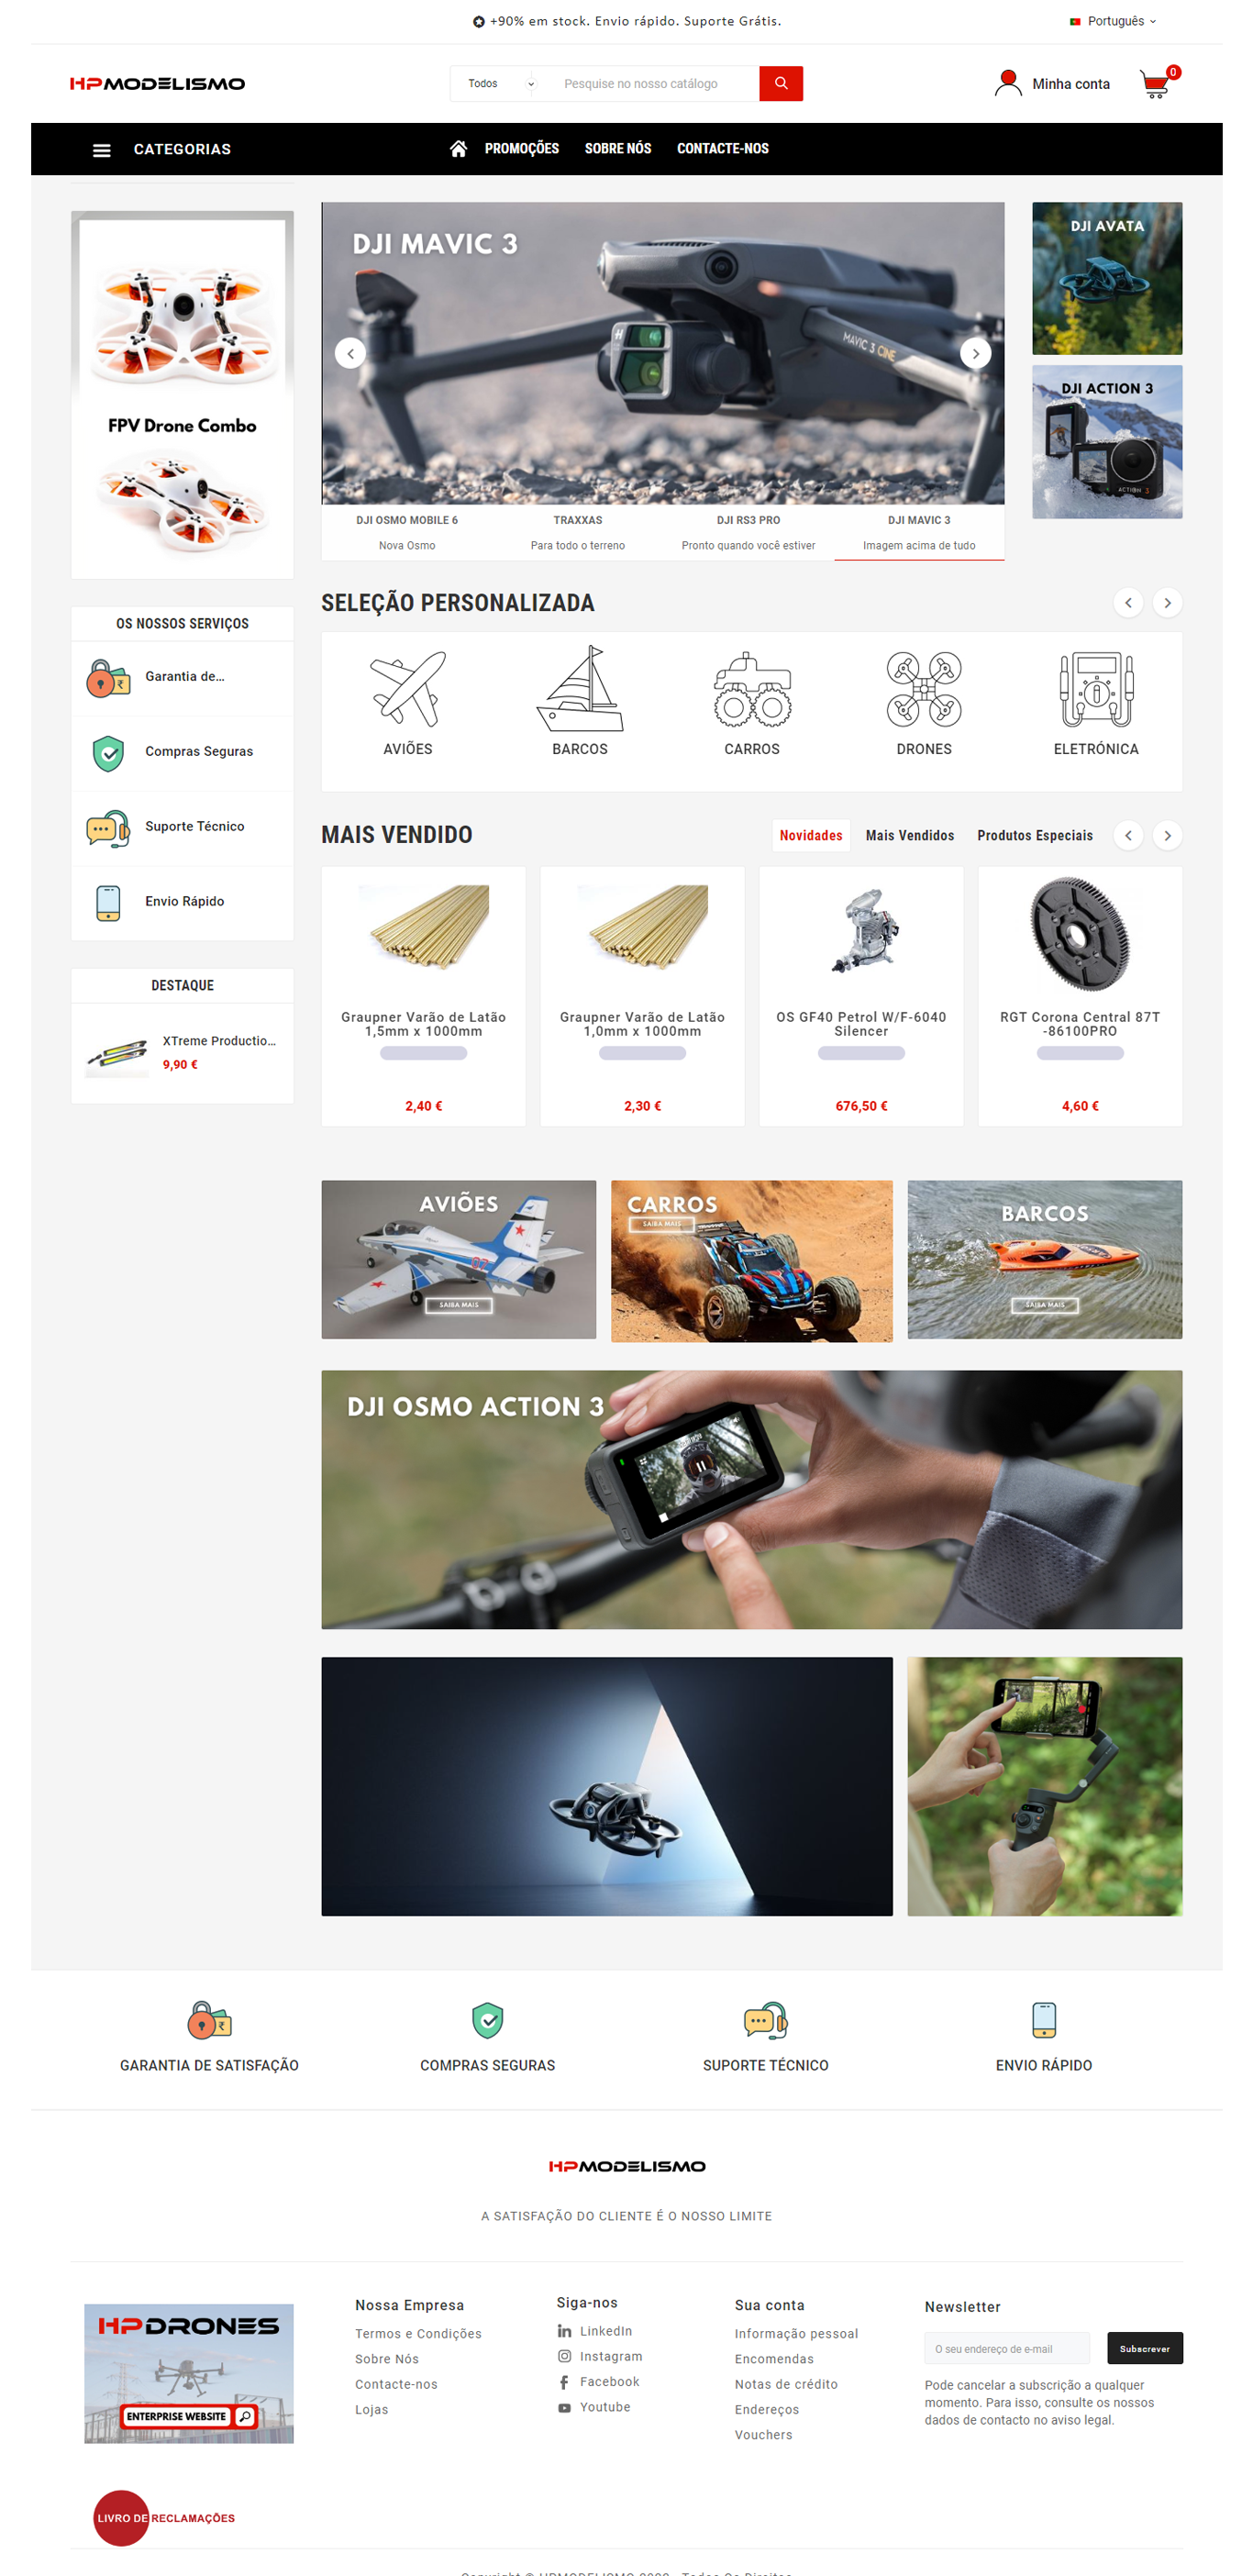 +90% em stock. Envio rápido. Suporte Grátis.
Português
HPMODELISMO
Todos
Pesquise no nosso catálogo
Minha conta
0
CATEGORIAS
PROMOÇÕES
SOBRE NÓS
CONTACTE-NOS
FPV Drone Combo
DJI MAVIC 3
MAVIC 3 CINE
DJI AVATA
DJI ACTION 3
ACTION 3
DJI OSMO MOBILE 6
Nova Osmo
TRAXXAS
Para todo o terreno
DJI RS3 PRO
Pronto quando você estiver
DJI MAVIC 3
Imagem acima de tudo
OS NOSSOS SERVIÇOS
Garantia de...
Compras Seguras
Suporte Técnico
Envio Rápido
DESTAQUE
XTreme Productio...
9,90 €
SELEÇÃO PERSONALIZADA
AVIÕES
BARCOS
CARROS
DRONES
ELETRÓNICA
MAIS VENDIDO
Novidades
Mais Vendidos
Produtos Especiais
Graupner Varão de Latão
1,5mm x 1000mm
2,40 €
Graupner Varão de Latão
1,0mm x 1000mm
2,30 €
OS GF40 Petrol W/F-6040
Silencer
676,50 €
RGT Corona Central 87T
-86100PRO
4,60 €
AVIÕES
SAIBA MAIS
CARROS
SAIBA MAIS
BARCOS
SAIBA MAIS
DJI OSMO ACTION 3
GARANTIA DE SATISFAÇÃO
COMPRAS SEGURAS
SUPORTE TÉCNICO
ENVIO RÁPIDO
HPMODELISMO
A SATISFAÇÃO DO CLIENTE É O NOSSO LIMITE
HPDRONES
ENTERPRISE WEBSITE
Nossa Empresa
Termos e Condições
Sobre Nós
Contacte-nos
Lojas
Siga-nos
LinkedIn
Instagram
Facebook
Youtube
Sua conta
Informação pessoal
Encomendas
Notas de crédito
Endereços
Vouchers
Newsletter
O seu endereço de e-mail
Subscrever
Pode cancelar a subscrição a qualquer
momento. Para isso, consulte os nossos
dados de contacto no aviso legal.
LIVRO DE RECLAMAÇÕES